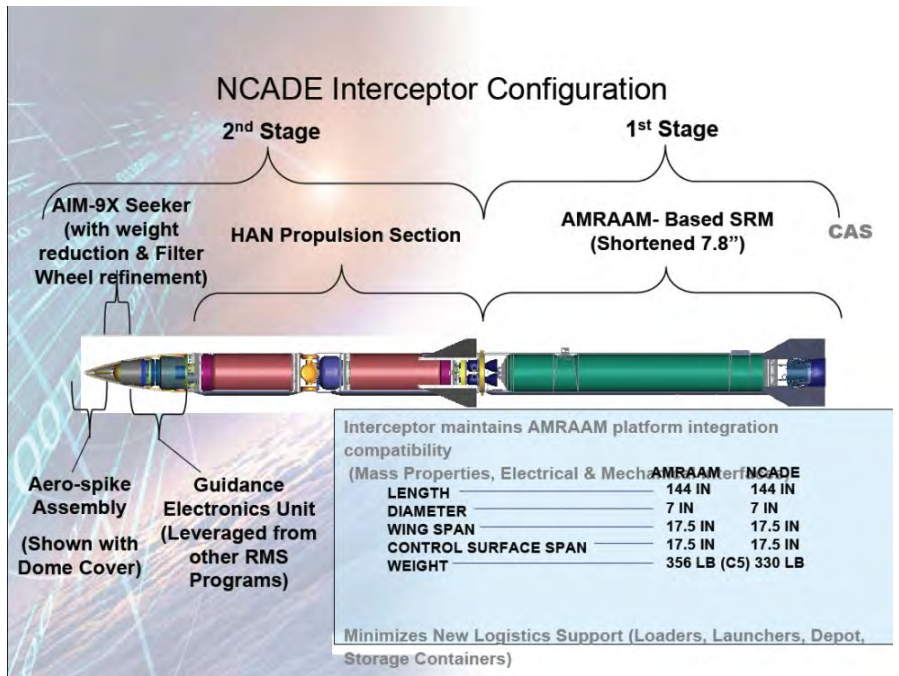 NCADE Interceptor Configuration
2nd Stage
1st Stage
AIM-9X Seeker
(with weight
reduction & Filter
Wheel refinement)
HAN Propulsion Section
AMRAAM- Based SRM
(Shortened 7.8”)
CAS
Aero-spike
Assembly
(Shown with
Dome Cover)
Guidance
Electronics Unit
(Leveraged from
other RMS
Programs)
Interceptor maintains AMRAAM platform integration
compatibility
(Mass Properties, Electrical & Mechanical Interfaces)
AMRAAM NCADE
LENGTH 144 IN 144 IN
DIAMETER 7 IN 7 IN
WING SPAN 17.5 IN 17.5 IN
CONTROL SURFACE SPAN 17.5 IN 17.5 IN
WEIGHT 356 LB (C5) 330 LB
Minimizes New Logistics Support (Loaders, Launchers, Depot,
Storage Containers)